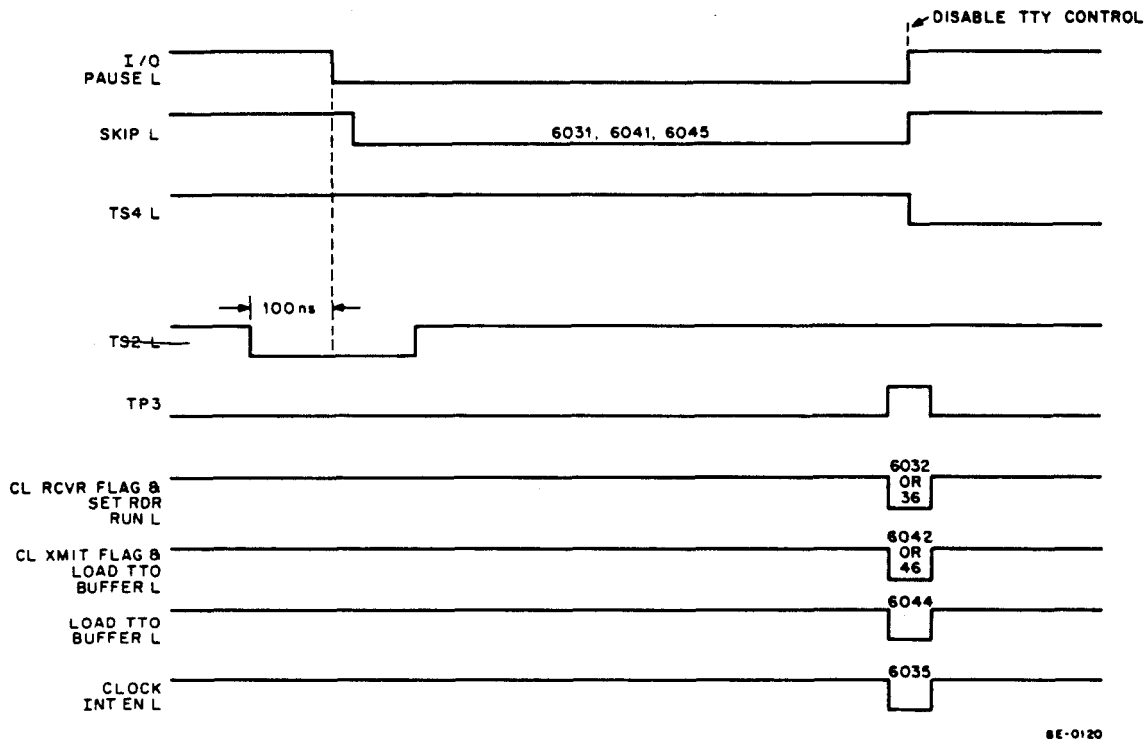 DISABLE TTY CONTROL
I/O
PAUSE L
SKIP L
6031, 6041, 6045
TS4 L
100ns
TS2 L
TP3
CL RCVR FLAG &
SET RDR
RUN L
6032
OR
36
CL XMIT FLAG &
LOAD TTO
BUFFER L
6042
OR
46
LOAD TTO
BUFFER L
6044
CLOCK
INT EN L
6035
8E-0120